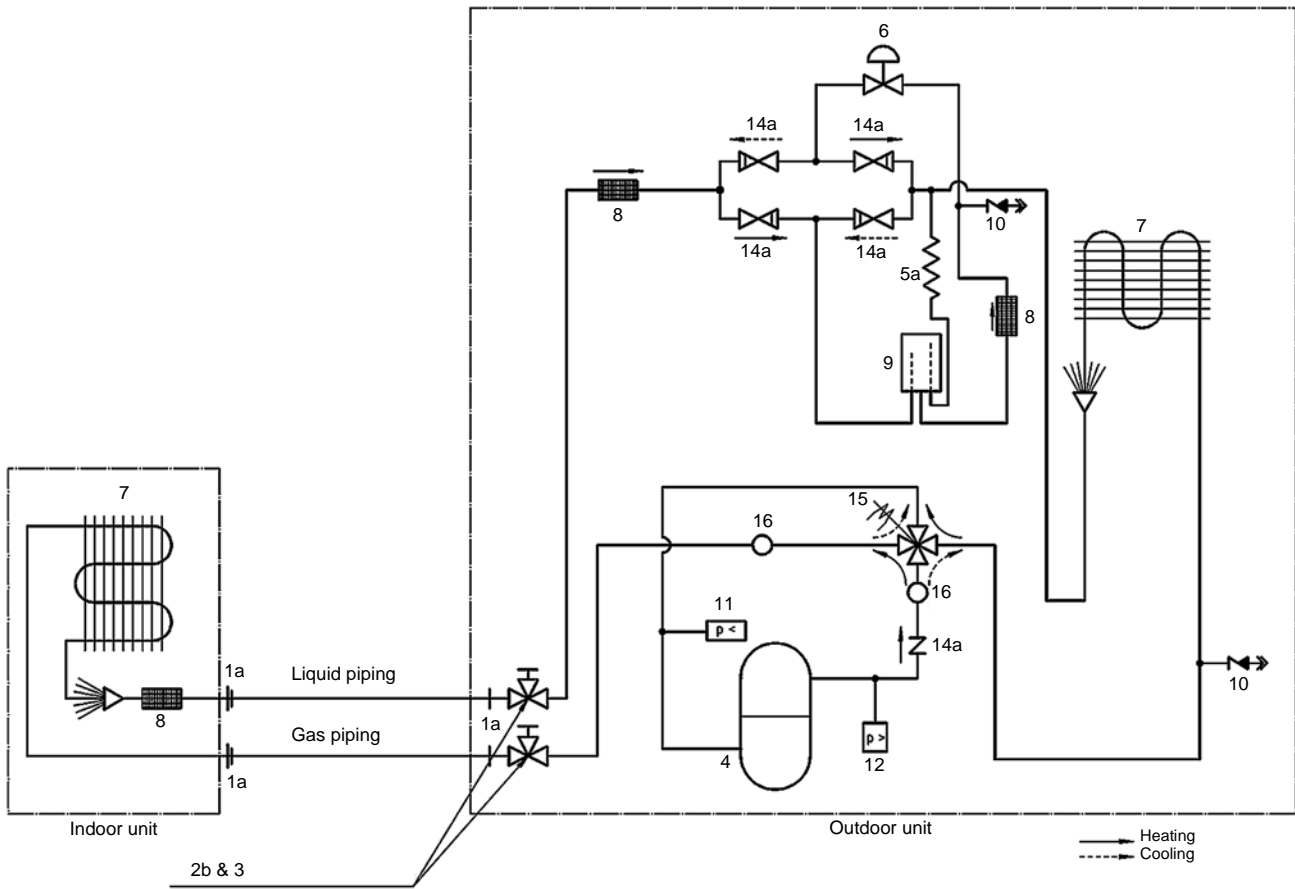 6
14a
14a
8
14a
14a
10
7
5a
8
9
7
15
16
16
11
p <
14a
1a
Liquid piping
8
1a
Gas piping
p >
10
1a
4
12
Indoor unit
Outdoor unit
Heating
Cooling
2b & 3